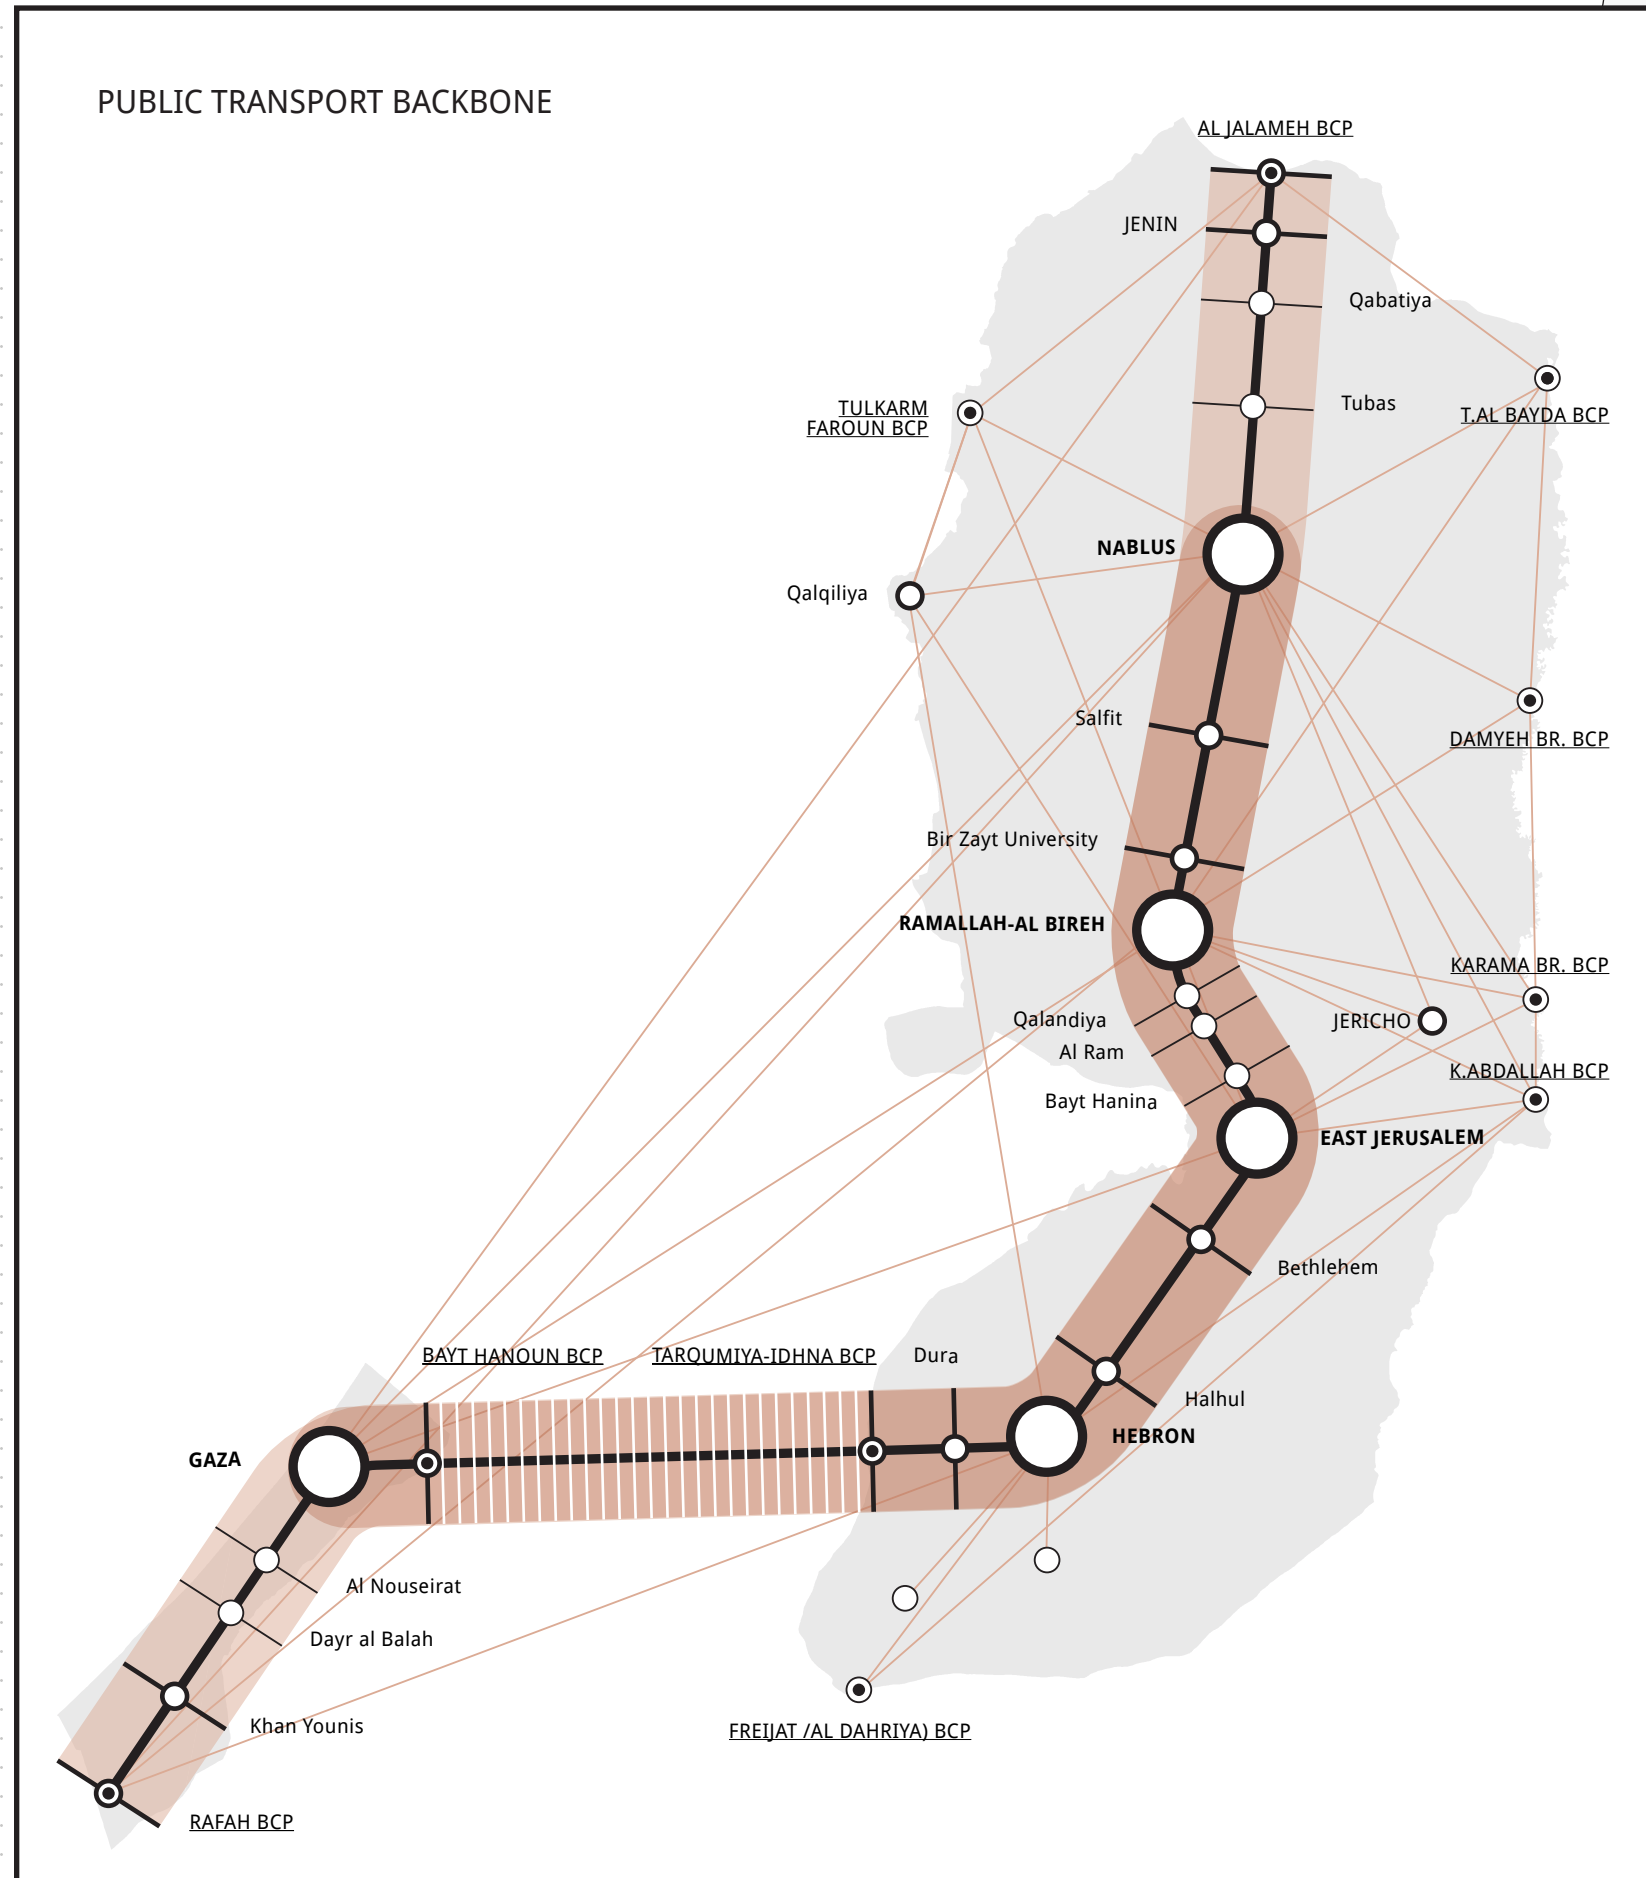 PUBLIC TRANSPORT BACKBONE
AL JALAMEH BCP
JENIN
Qabatiya
Tubas
TULKARM
FAROUN BCP
T.AL BAYDA BCP
NABLUS
Qalqiliya
Salfit
DAMYEH BR. BCP
Bir Zayt University
RAMALLAH-AL BIREH
KARAMA BR. BCP
Qalandiya
JERICHO
Al Ram
K.ABDALLAH BCP
Bayt Hanina
EAST JERUSALEM
Bethlehem
BAYT HANOUN BCP
TARQUMIYA-IDHNA BCP
Dura
Halhul
HEBRON
GAZA
Al Nouseirat
Dayr al Balah
Khan Younis
FREIJAT /AL DAHRIYA) BCP
RAFAH BCP